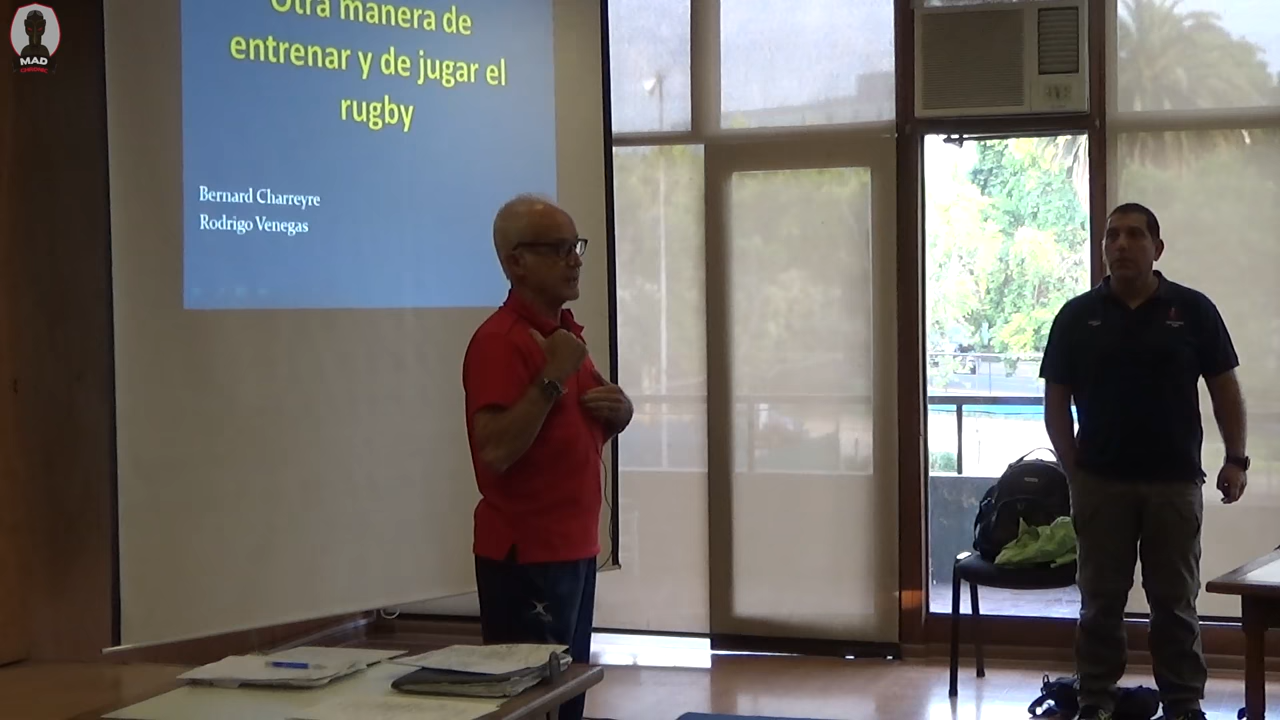 MAD
Otra manera de
entrenar y de jugar el
rugby
Bernard Charreyre
Rodrigo Venegas